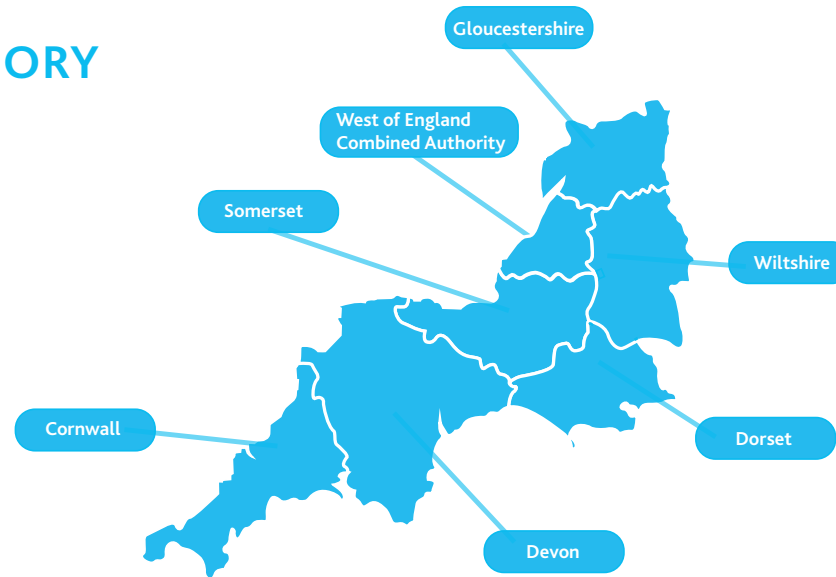 Gloucestershire
ORY
West of England
Combined Authority
Somerset
Wiltshire
Cornwall
Dorset
Devon